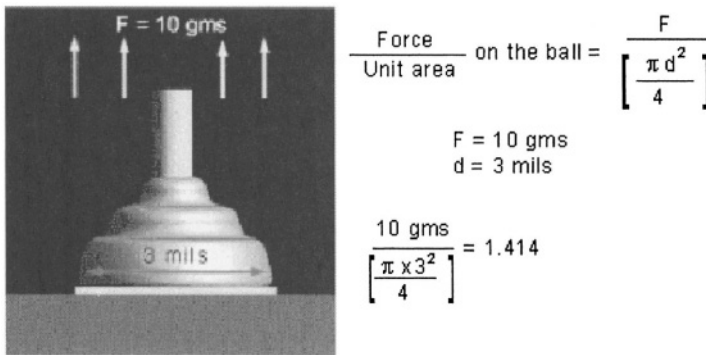 F = 10 gms
3 mils
Force / Unit area on the ball = F / [π d² / 4]
F = 10 gms
d = 3 mils
10 gms / [π x 3² / 4] = 1.414